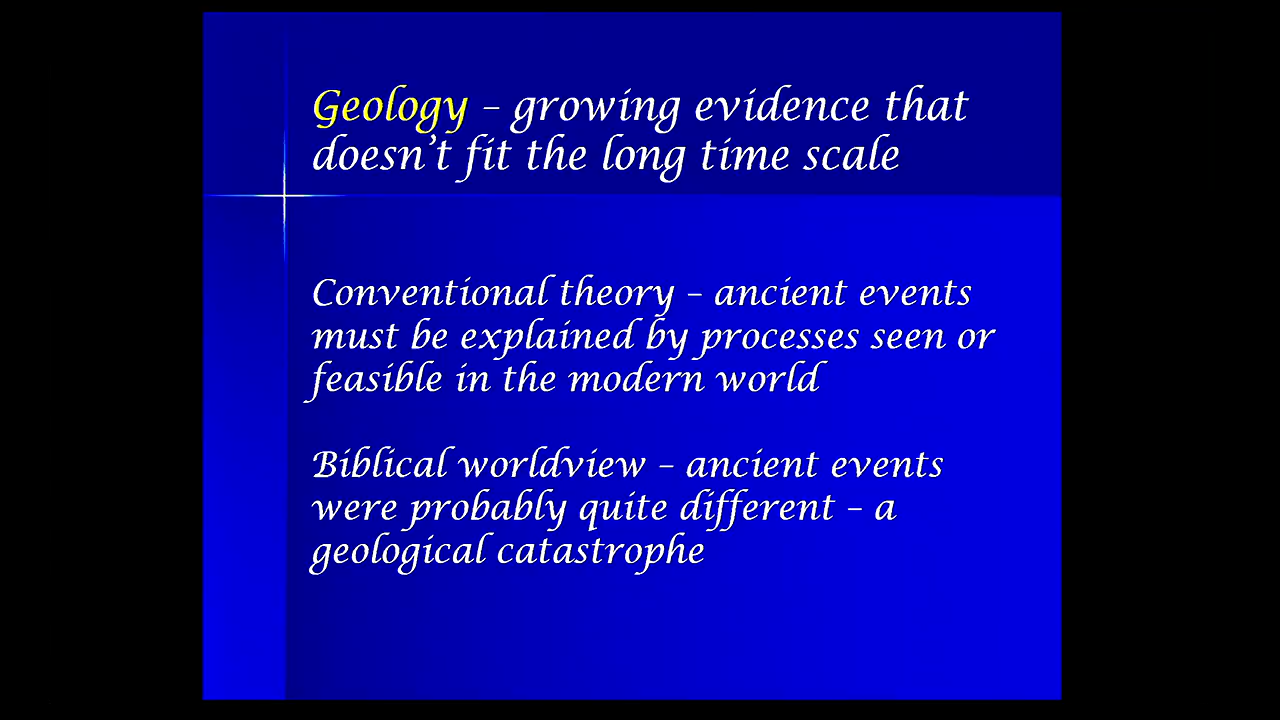 Geology – growing evidence that
doesn't fit the long time scale
Conventional theory – ancient events
must be explained by processes seen or
feasible in the modern world
Biblical worldview – ancient events
were probably quite different – a
geological catastrophe